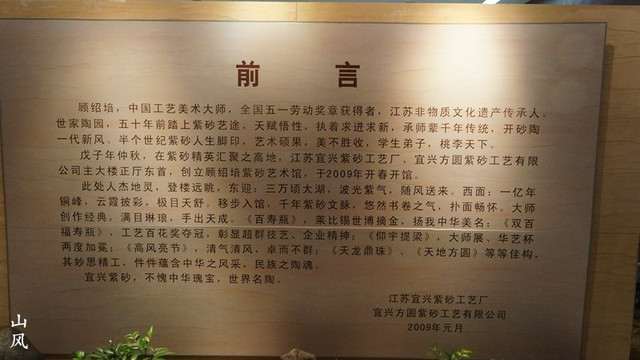 前 言
顾绍培，中国工艺美术大师，全国五一劳动奖章获得者，江苏非物质文化遗产传承人。
世家陶园，五十年前踏上紫砂艺途，天赋悟性，执着求进求新，承师辈千年传统，开砂陶
一代新风。半个世纪紫砂人生脚印，艺术硕果，美不胜收，学生弟子，桃李天下。
戊子年仲秋，在紫砂精英汇聚之高地，江苏宜兴紫砂工艺厂、宜兴方圆紫砂工艺有限
公司主大楼正厅东首，创立顾绍培紫砂艺术馆，于2009年开春开馆。
此处人杰地灵，登楼远眺，东迎：三万顷太湖，波光紫气，随风送来。西面：一亿年
铜峰，云霞披彩，极目天舒。移步入馆，千年紫砂文脉，悠然书卷之气，扑面畅怀。大师
创作经典，满目琳琅，手出天成。《百寿瓶》，莱比锡世博摘金，扬我中华美名；《双百
福寿瓶》，工艺百花奖夺冠，彰显超群技艺、企业精神；《仰宇提梁》，大师展、华艺杯
两度加冕；《高风亮节》，清气清风，卓而不群；《天龙鼎珠》、《天地方圆》等等佳构，
其妙思精工，件件蕴含中华之风采，民族之陶魂。
宜兴紫砂，不愧中华瑰宝，世界名陶。
江苏宜兴紫砂工艺厂
宜兴方圆紫砂工艺有限公司
2009年元月
山风